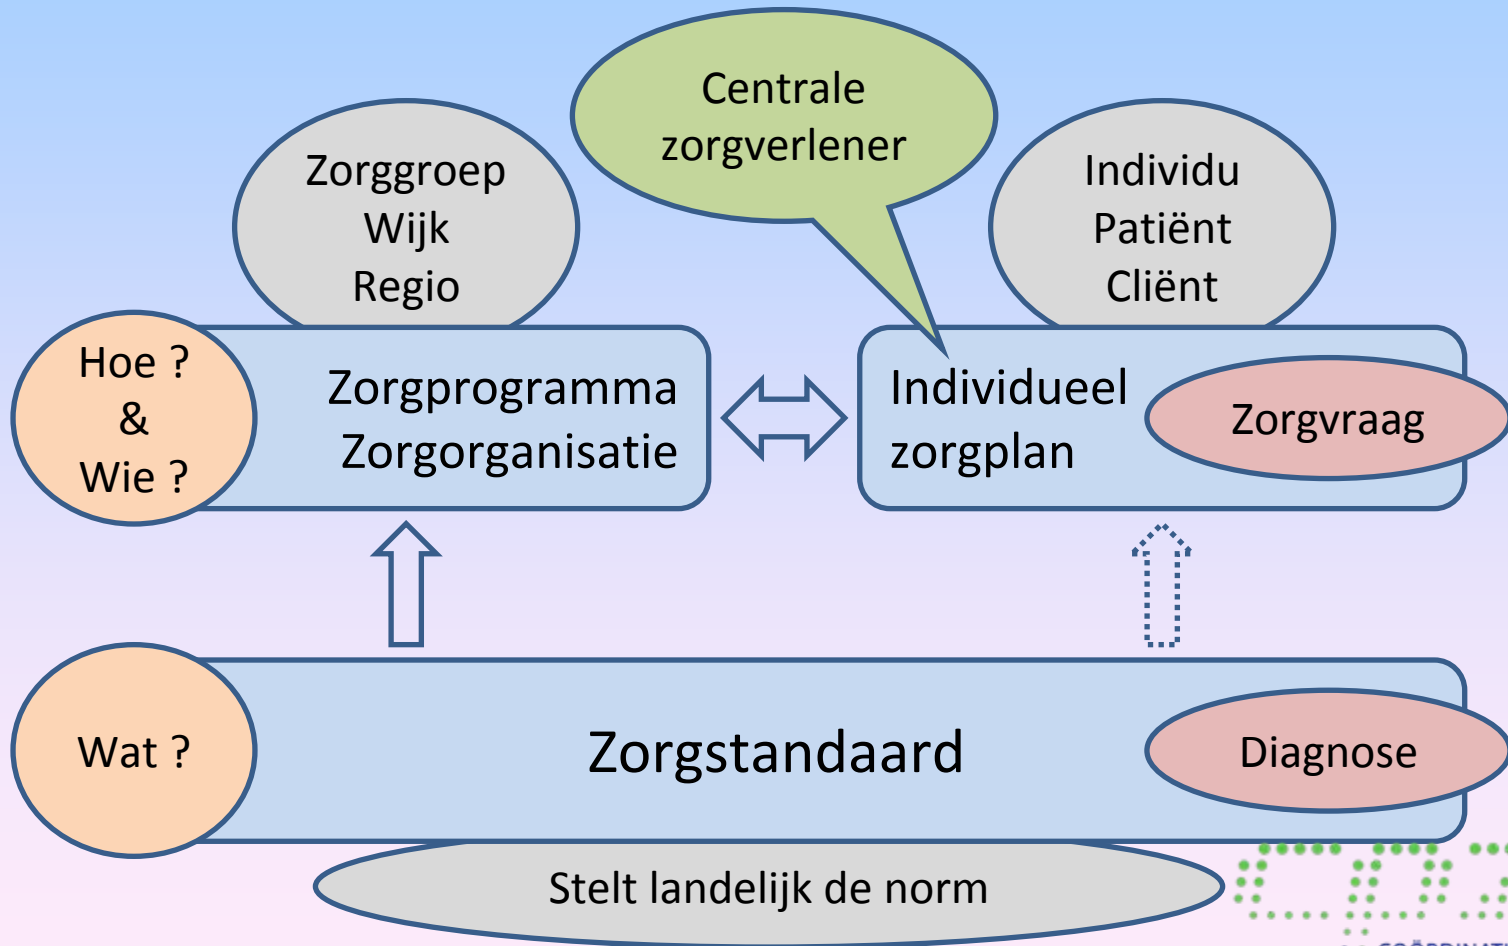 Centrale
zorgverlener
Zorggroep
Wijk
Regio
Individu
Patiënt
Cliënt
Hoe ?
&
Wie ?
Zorgprogramma
Zorgorganisatie
Individueel
zorgplan
Zorgvraag
Wat ?
Zorgstandaard
Diagnose
Stelt landelijk de norm